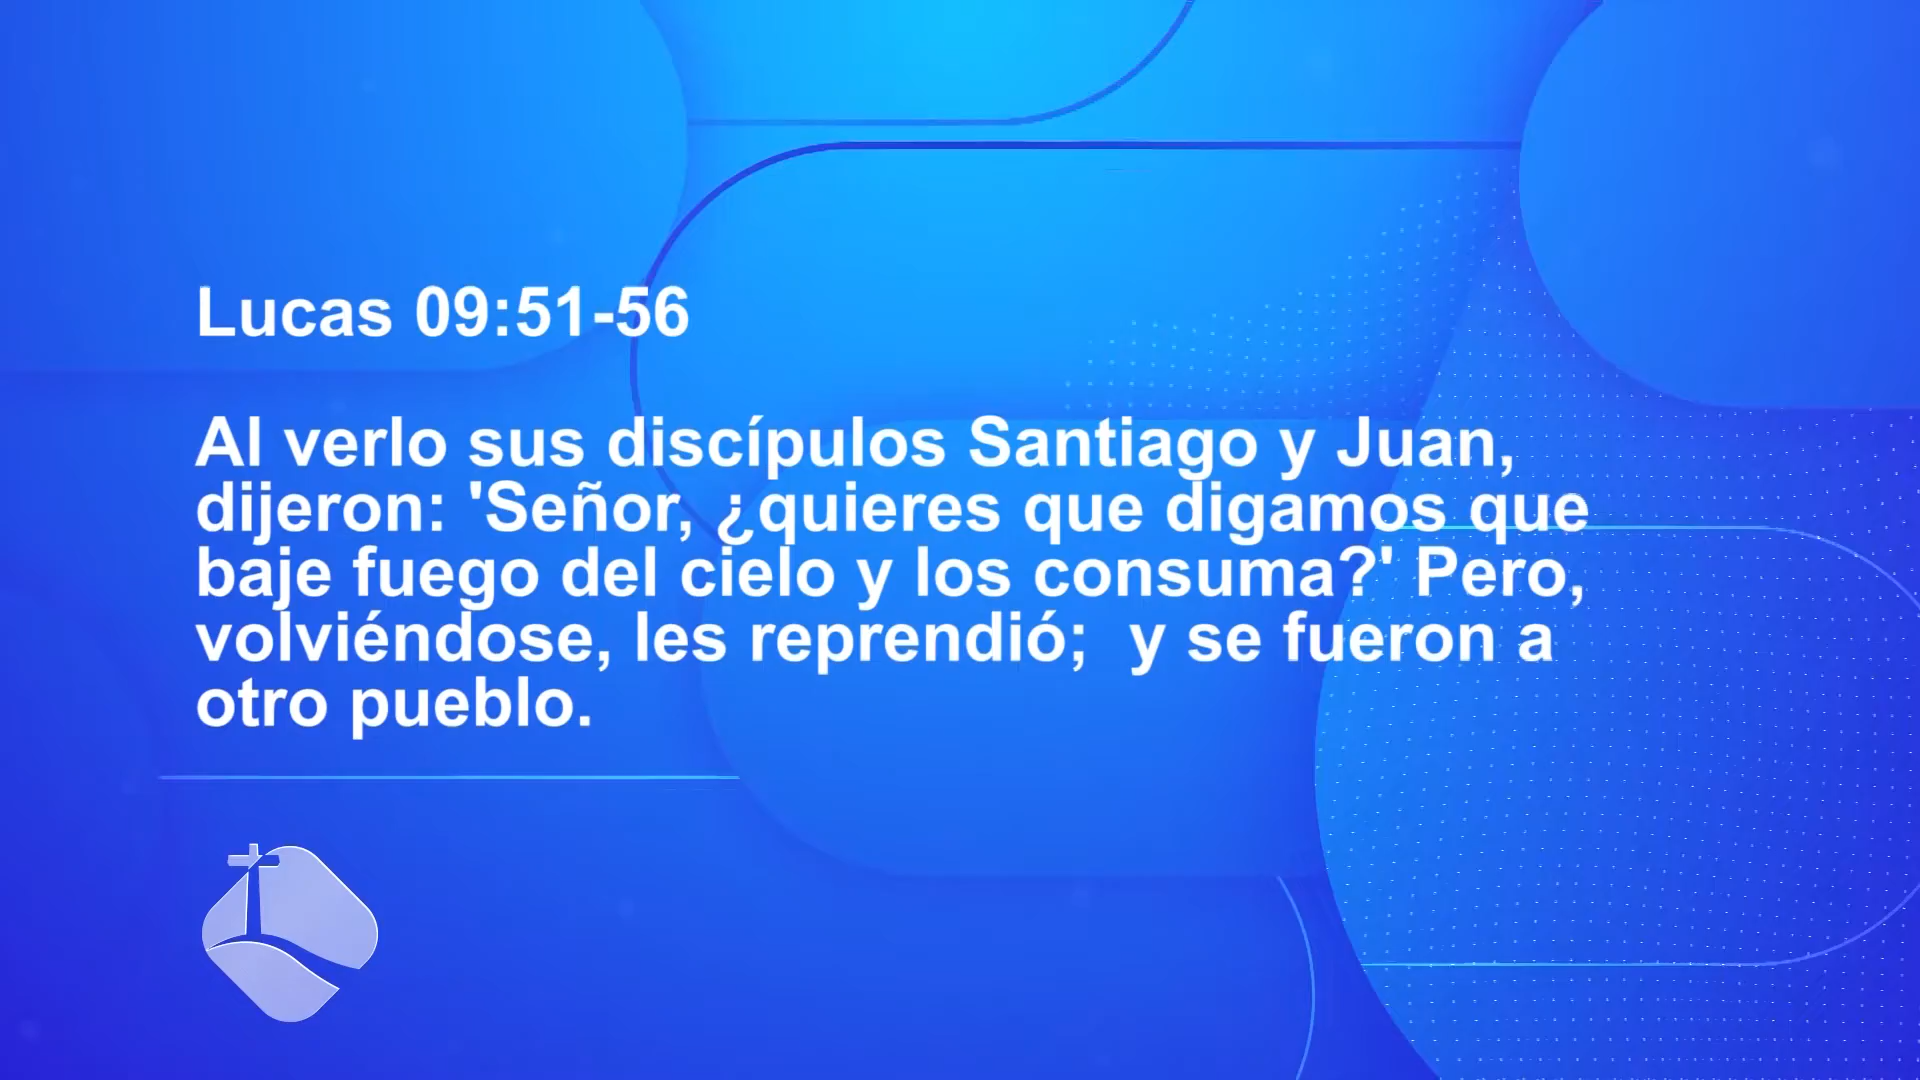 Lucas 09:51-56
Al verlo sus discípulos Santiago y Juan,
dijeron: 'Señor, ¿quieres que digamos que
baje fuego del cielo y los consuma?' Pero,
volviéndose, les reprendió;  y se fueron a
otro pueblo.